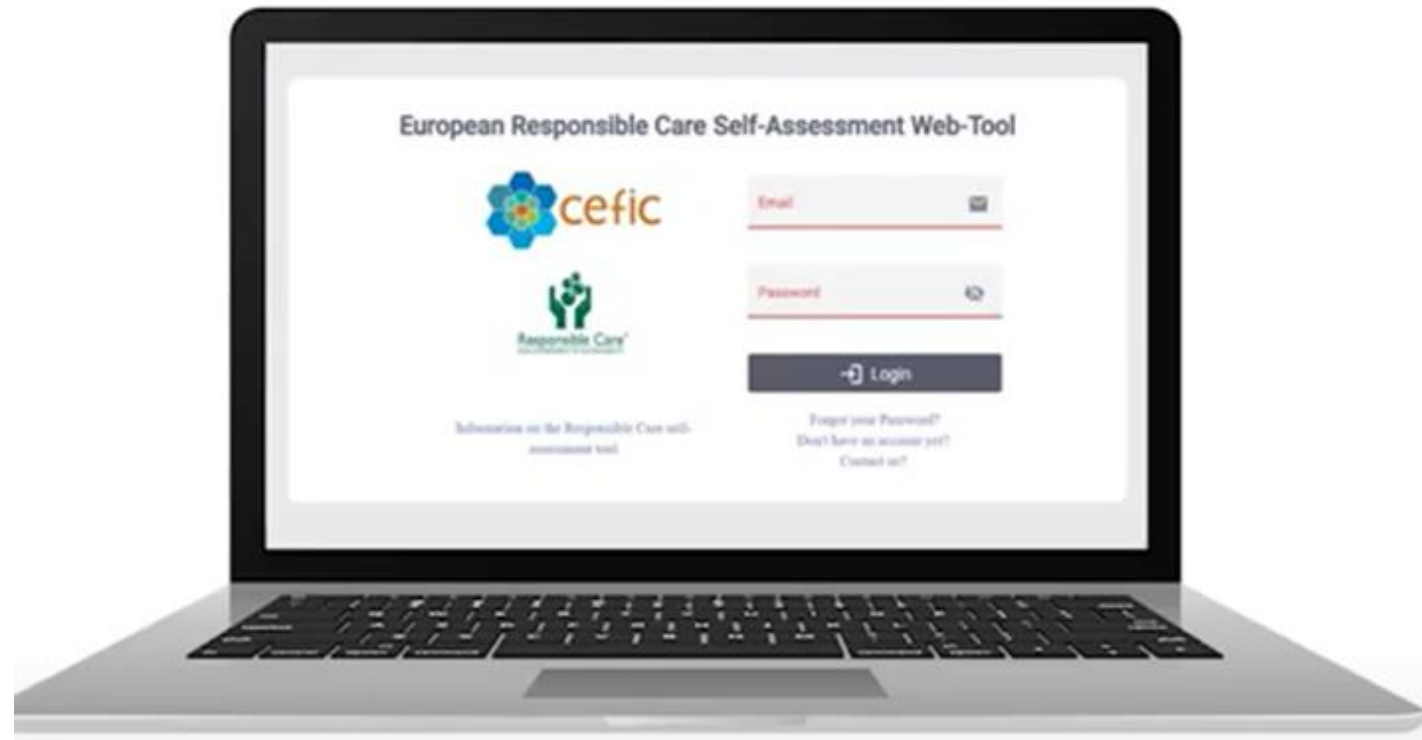 European Responsible Care Self-Assessment Web-Tool
cefic
Email
Password
Responsible Care®
Login
Information on the Responsible Care self-
assessment tool
Forgot your Password?
Don't have an account yet?
Contact us?